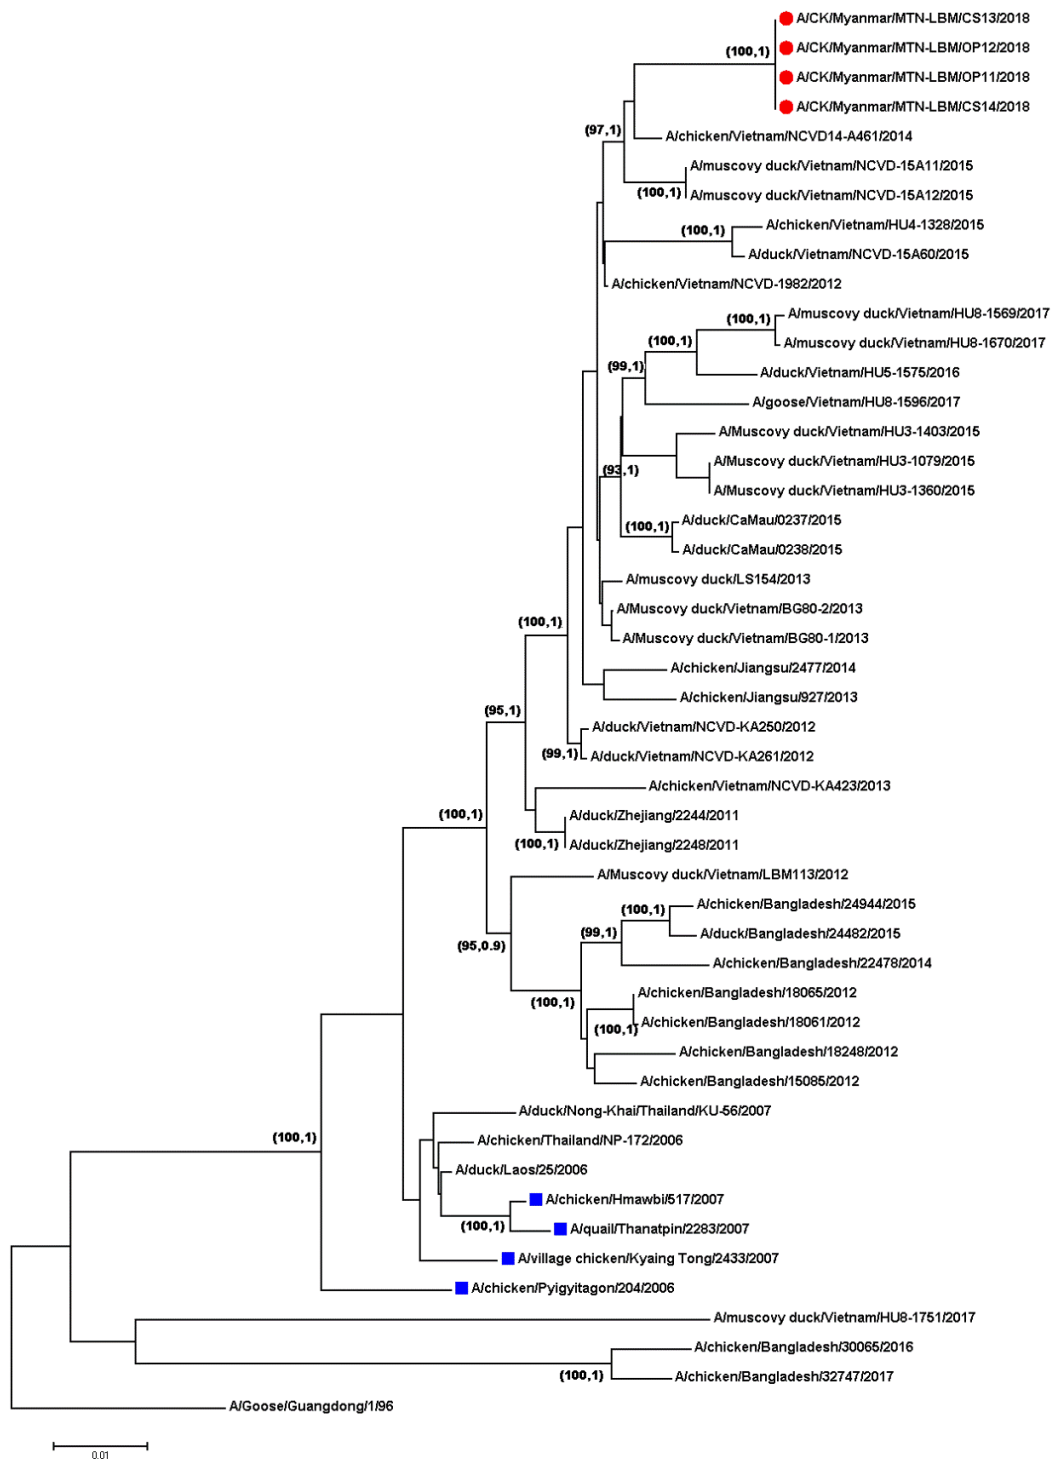 A/CK/Myanmar/MTN-LBM/CS13/2018
A/CK/Myanmar/MTN-LBM/OP12/2018
(100,1)
A/CK/Myanmar/MTN-LBM/OP11/2018
A/CK/Myanmar/MTN-LBM/CS14/2018
(97,1)
A/chicken/Vietnam/NCVD14-A461/2014
A/muscovy duck/Vietnam/NCVD-15A11/2015
(100,1)
A/muscovy duck/Vietnam/NCVD-15A12/2015
A/chicken/Vietnam/HU4-1328/2015
(100,1)
A/duck/Vietnam/NCVD-15A60/2015
A/chicken/Vietnam/NCVD-1982/2012
A/muscovy duck/Vietnam/HU8-1569/2017
(100,1)
A/muscovy duck/Vietnam/HU8-1670/2017
(100,1)
(99,1)
A/duck/Vietnam/HU5-1575/2016
A/goose/Vietnam/HU8-1596/2017
A/Muscovy duck/Vietnam/HU3-1403/2015
A/Muscovy duck/Vietnam/HU3-1079/2015
(93,1)
A/Muscovy duck/Vietnam/HU3-1360/2015
A/duck/CaMau/0237/2015
(100,1)
A/duck/CaMau/0238/2015
A/muscovy duck/LS154/2013
A/Muscovy duck/Vietnam/BG80-2/2013
(100,1)
A/Muscovy duck/Vietnam/BG80-1/2013
A/chicken/Jiangsu/2477/2014
A/chicken/Jiangsu/927/2013
(95,1)
A/duck/Vietnam/NCVD-KA250/2012
(99,1)
A/duck/Vietnam/NCVD-KA261/2012
A/chicken/Vietnam/NCVD-KA423/2013
(100,1)
A/duck/Zhejiang/2244/2011
(100,1)
A/duck/Zhejiang/2248/2011
A/Muscovy duck/Vietnam/LBM113/2012
A/chicken/Bangladesh/24944/2015
(100,1)
(99,1)
A/duck/Bangladesh/24482/2015
(95,0.9)
A/chicken/Bangladesh/22478/2014
A/chicken/Bangladesh/18065/2012
(100,1)
A/chicken/Bangladesh/18061/2012
(100,1)
A/chicken/Bangladesh/18248/2012
A/chicken/Bangladesh/15085/2012
A/duck/Nong-Khai/Thailand/KU-56/2007
(100,1)
A/chicken/Thailand/NP-172/2006
A/duck/Laos/25/2006
A/chicken/Hmawbi/517/2007
(100,1)
A/quail/Thanatpin/2283/2007
A/village chicken/Kyaing Tong/2433/2007
A/chicken/Pyigyitagon/204/2006
A/muscovy duck/Vietnam/HU8-1751/2017
A/chicken/Bangladesh/30065/2016
(100,1)
A/chicken/Bangladesh/32747/2017
A/Goose/Guangdong/1/96
0.01